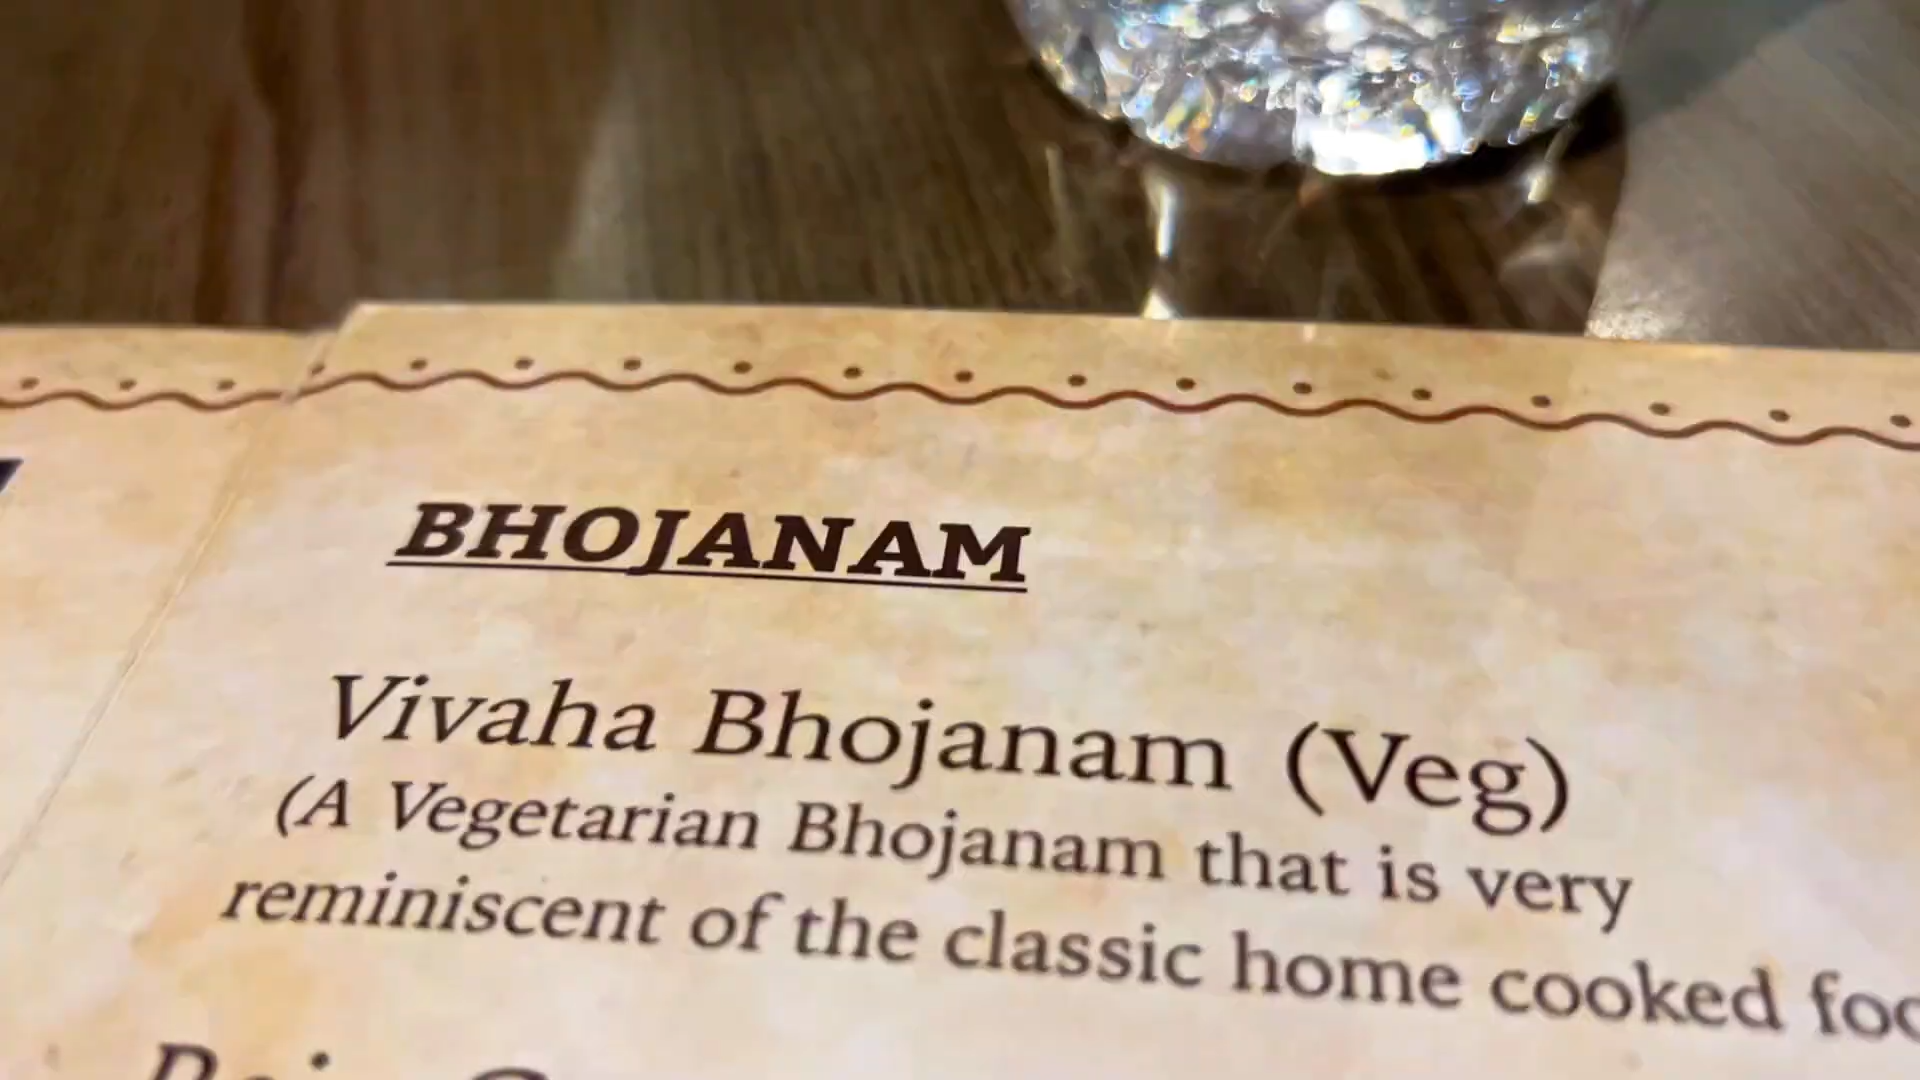 BHOJANAM
Vivaha Bhojanam (Veg)
(A Vegetarian Bhojanam that is very
reminiscent of the classic home cooked